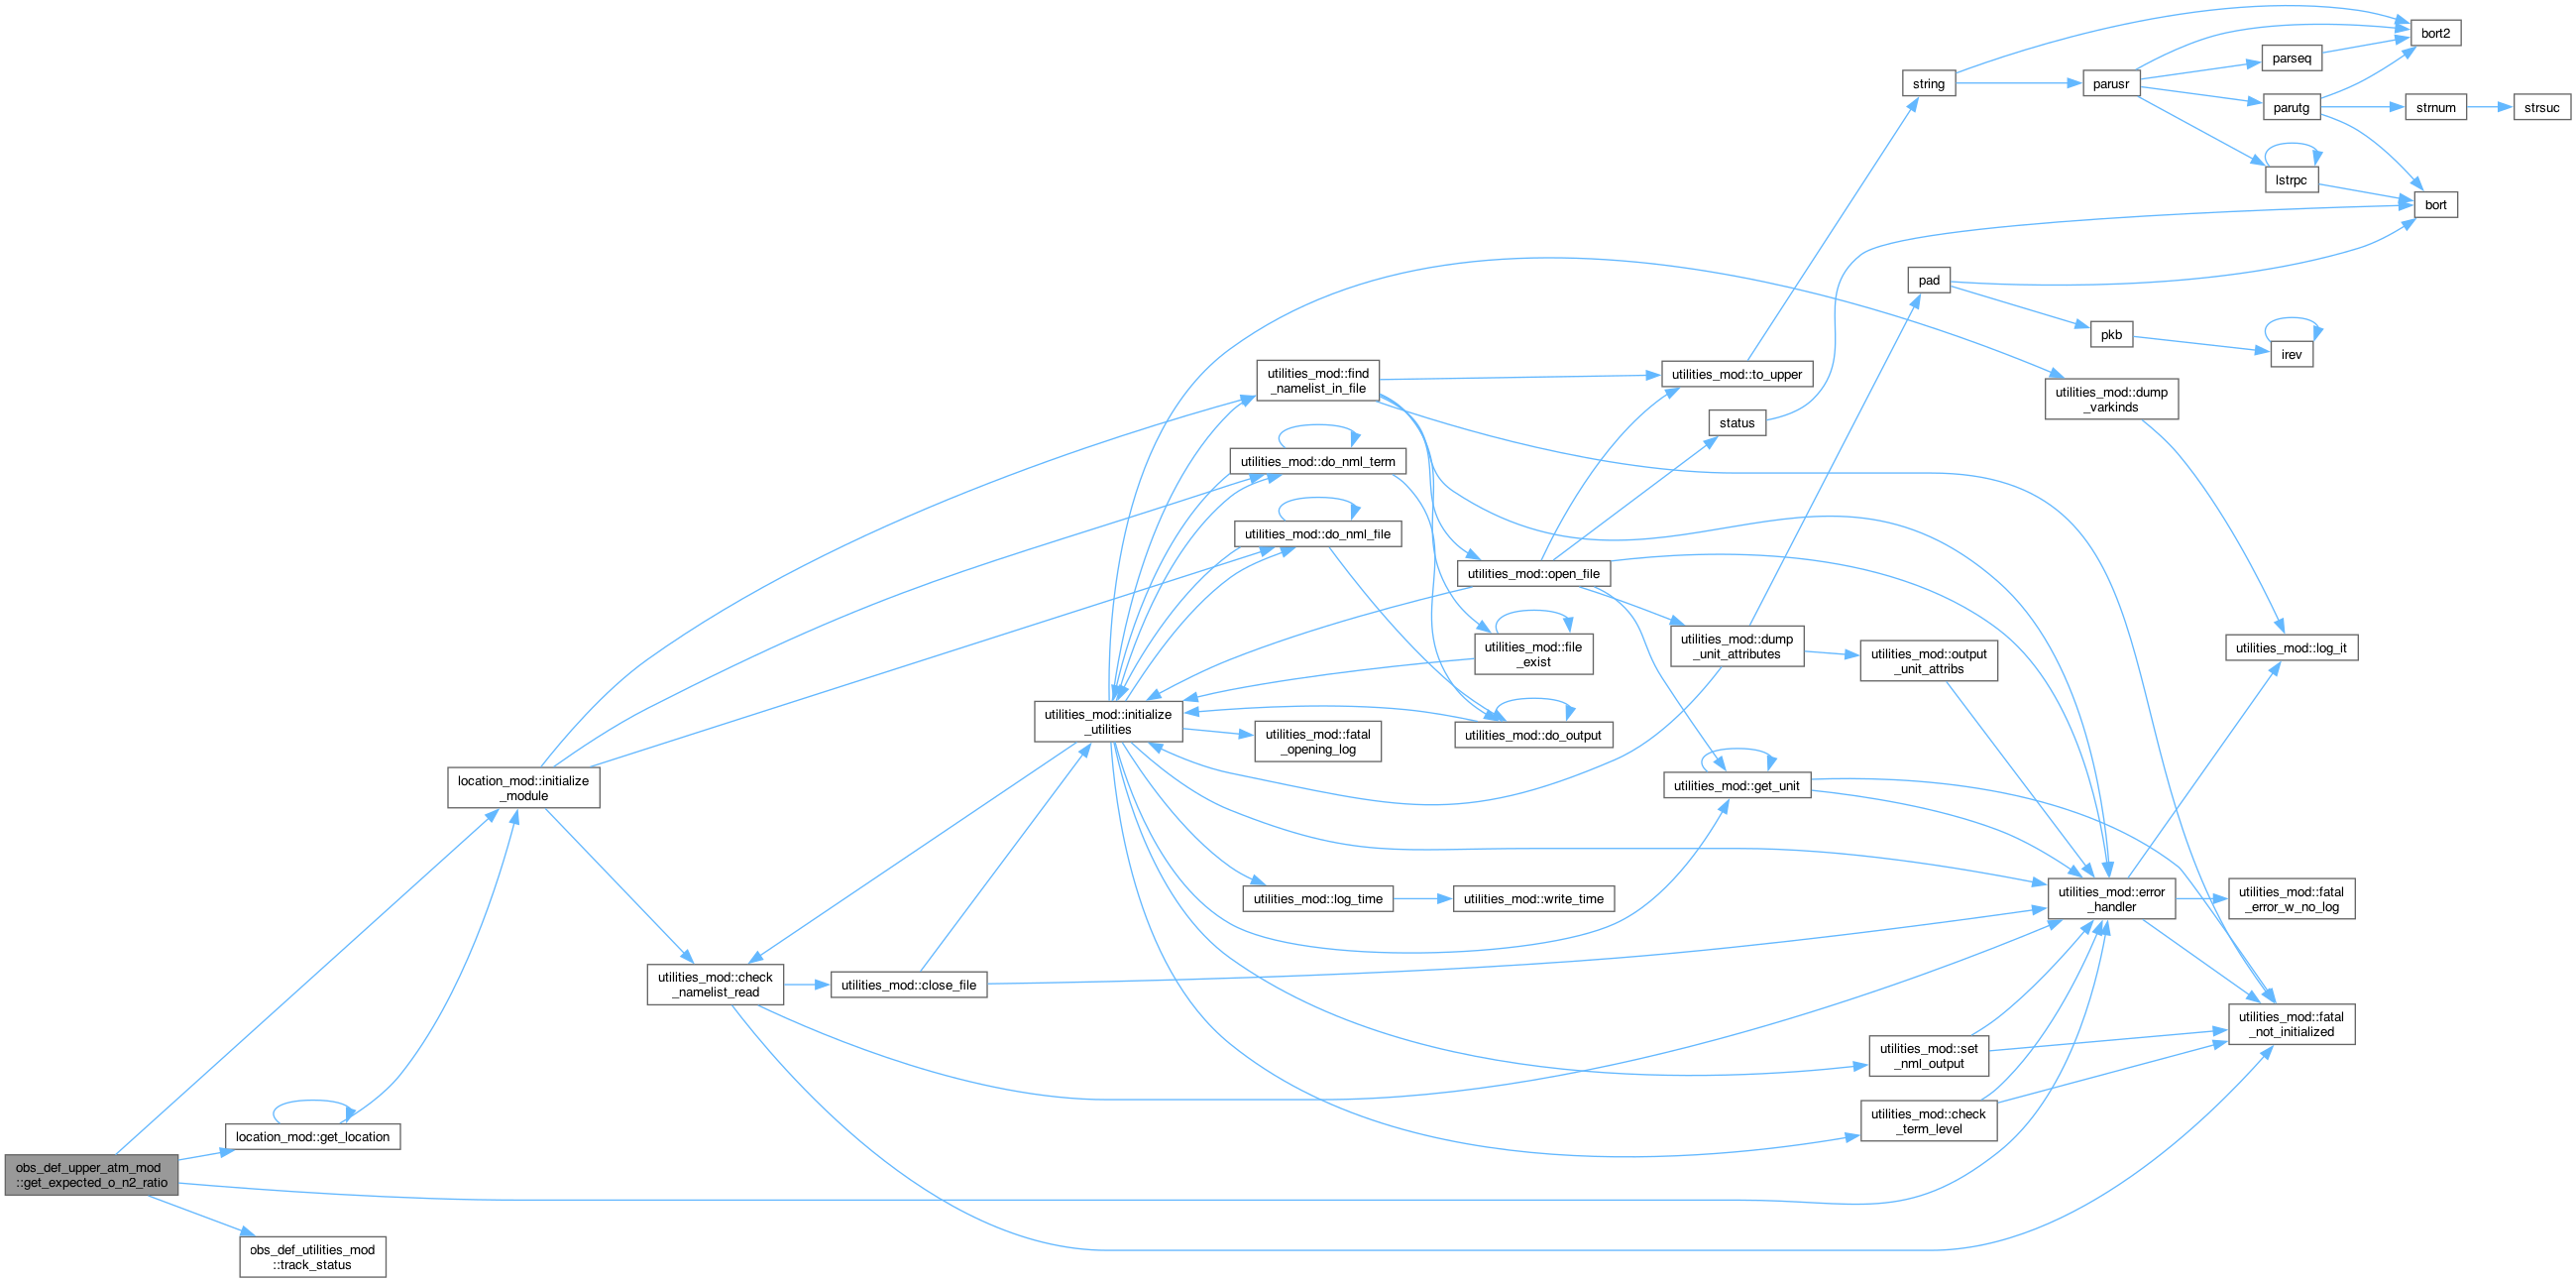 obs_def_upper_atm_mod
::get_expected_o_n2_ratio
location_mod::get_location
obs_def_utilities_mod
::track_status
location_mod::initialize
_module
utilities_mod::check
_namelist_read
utilities_mod::close_file
utilities_mod::initialize
_utilities
utilities_mod::find
_namelist_in_file
utilities_mod::do_nml_term
utilities_mod::do_nml_file
utilities_mod::fatal
_opening_log
utilities_mod::log_time
utilities_mod::open_file
utilities_mod::file
_exist
utilities_mod::do_output
utilities_mod::write_time
utilities_mod::to_upper
status
utilities_mod::dump
_unit_attributes
utilities_mod::get_unit
string
pad
utilities_mod::output
_unit_attribs
utilities_mod::set
_nml_output
utilities_mod::check
_term_level
parusr
pkb
utilities_mod::dump
_varkinds
utilities_mod::error
_handler
parseq
parutg
lstrpc
irev
utilities_mod::log_it
utilities_mod::fatal
_error_w_no_log
utilities_mod::fatal
_not_initialized
bort2
strnum
bort
strsuc